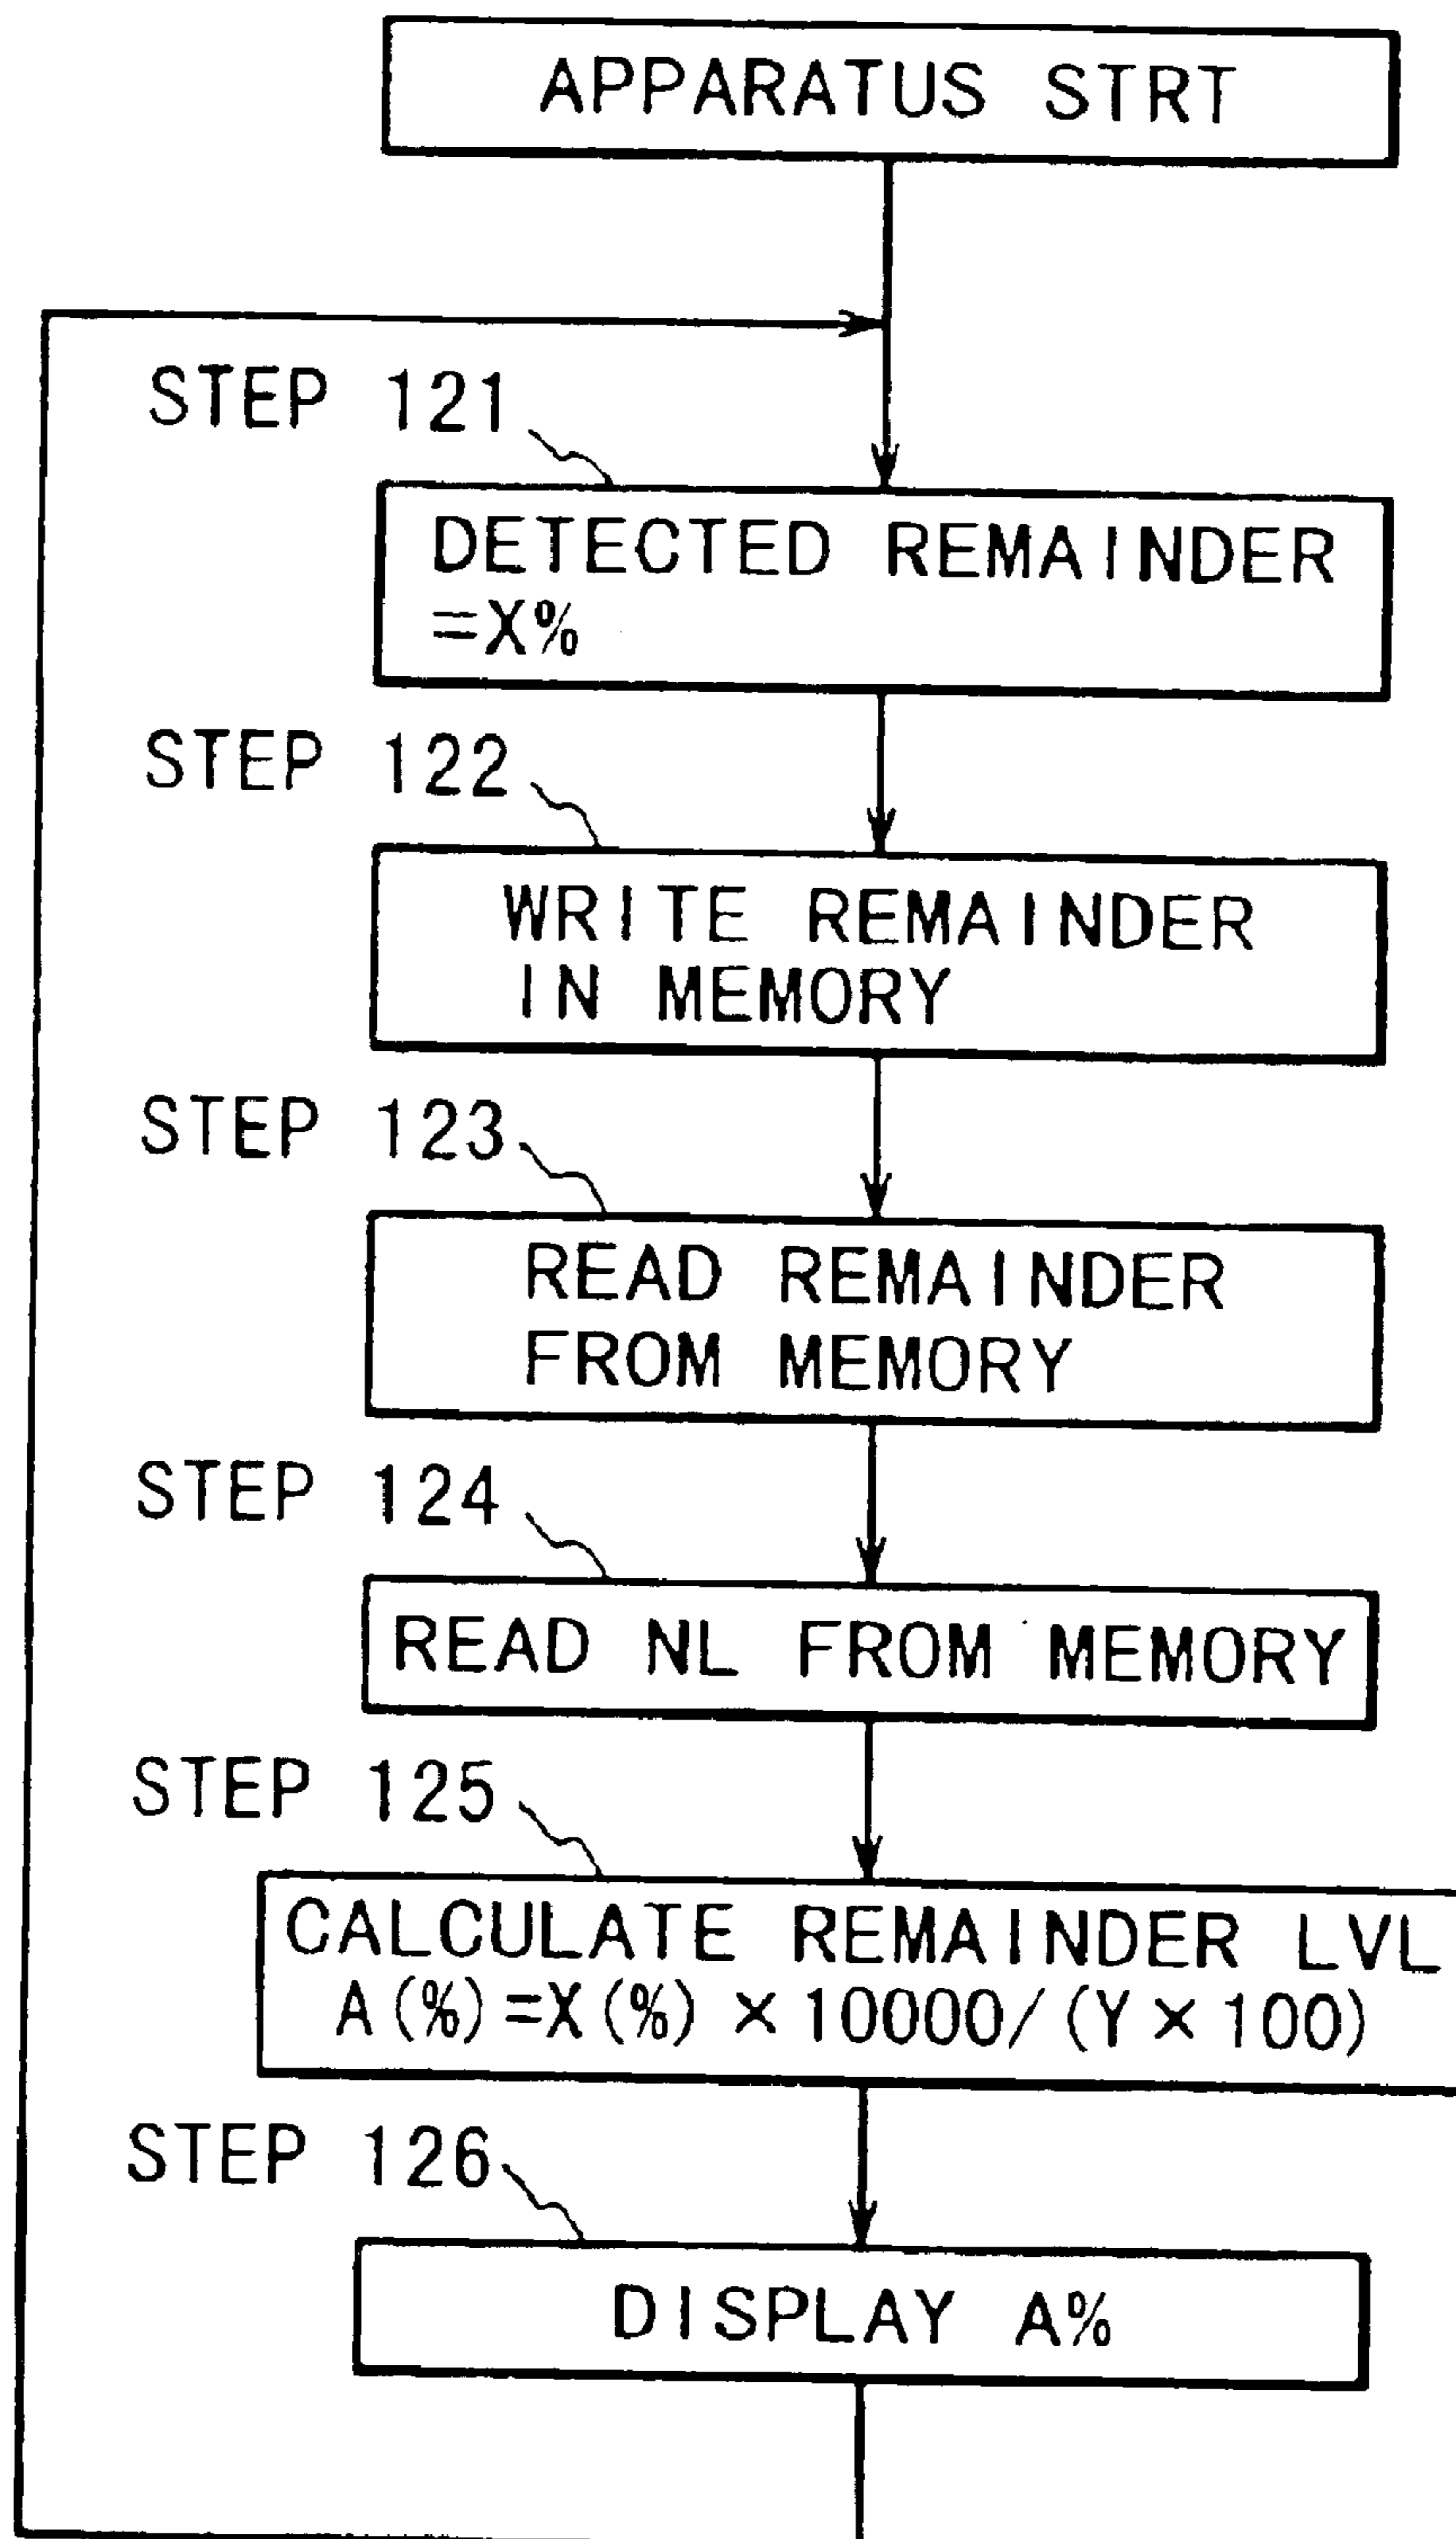 APPARATUS STRT
STEP 121
DETECTED REMAINDER
=X%
STEP 122
WRITE REMAINDER
IN MEMORY
STEP 123
READ REMAINDER
FROM MEMORY
STEP 124
READ NL FROM MEMORY
STEP 125
CALCULATE REMAINDER LVL
A(%)=X(%)×10000/(Y×100)
STEP 126
DISPLAY A%